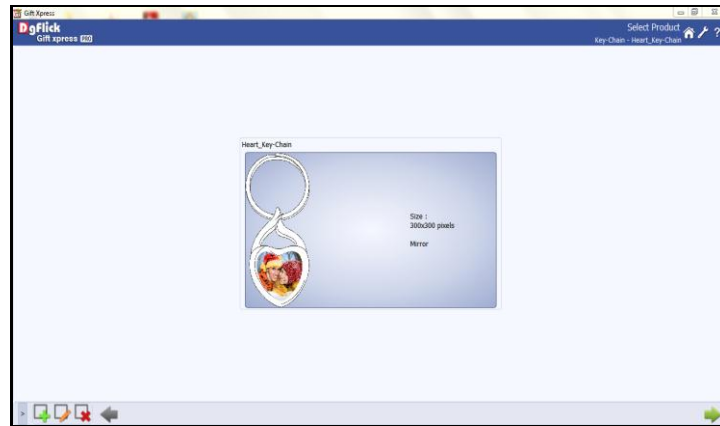 Gift Xpress
DgFlick
Gift xpress PRO
Select Product
Key-Chain - Heart_Key-Chain
?
Heart_Key-Chain
Size :
300x300 pixels
Mirror